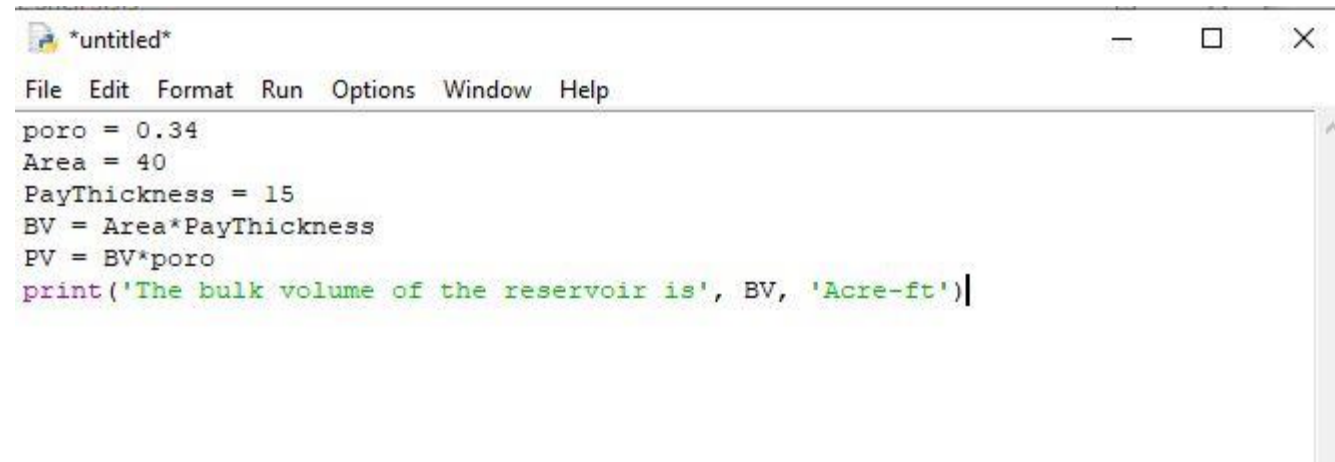 *untitled*
File Edit Format Run Options Window Help
poro = 0.34
Area = 40
PayThickness = 15
BV = Area*PayThickness
PV = BV*poro
print('The bulk volume of the reservoir is', BV, 'Acre-ft')